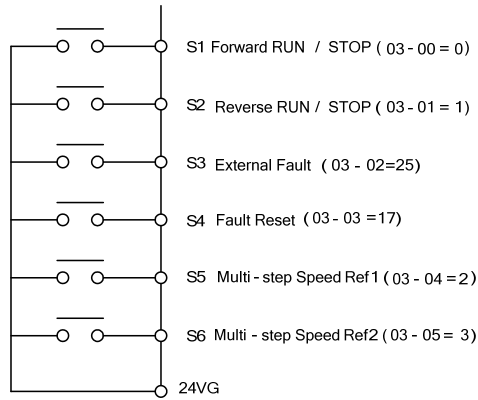 S1 Forward RUN / STOP ( 03 - 00 = 0)
S2 Reverse RUN / STOP ( 03 - 01 = 1)
S3 External Fault ( 03 - 02=25)
S4 Fault Reset ( 03 - 03 =17)
S5 Multi - step Speed Ref1 ( 03 - 04 = 2)
S6 Multi - step Speed Ref2 ( 03 - 05 = 3)
24VG